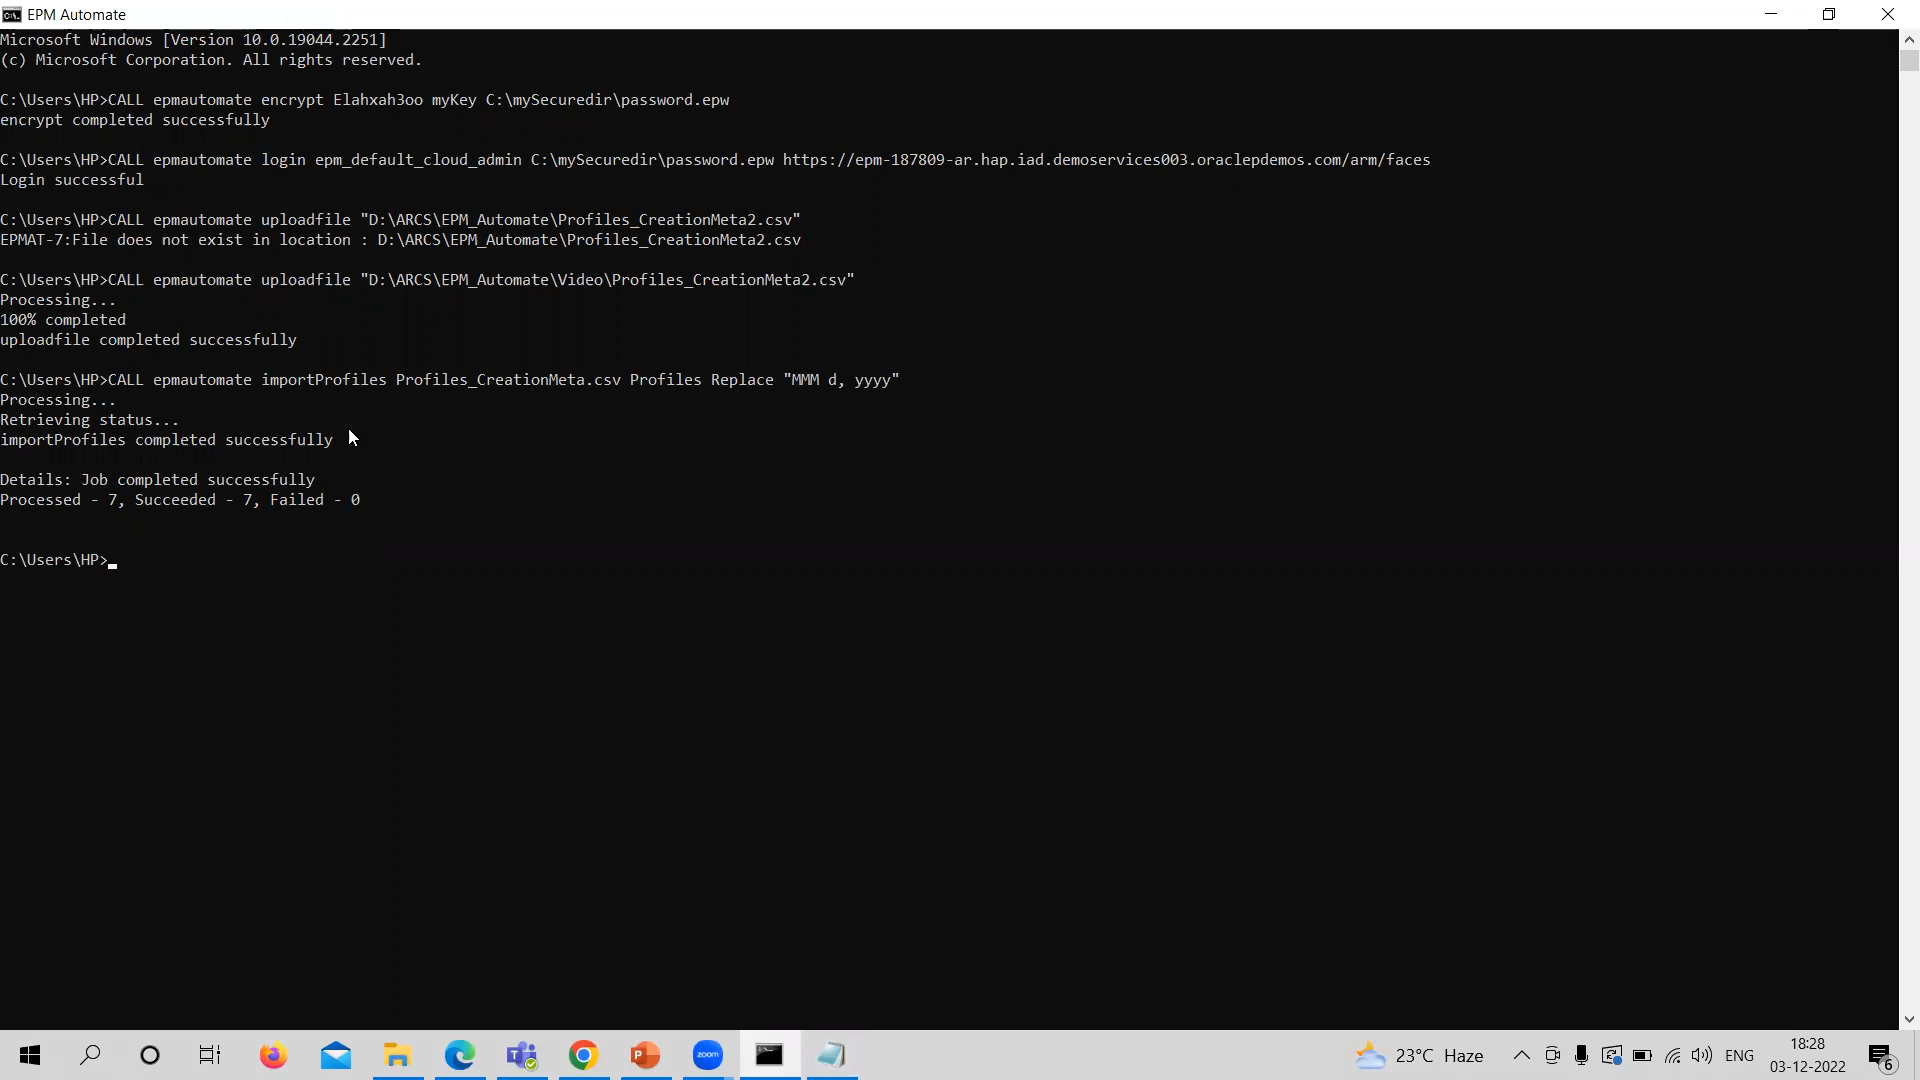 EPM Automate
Microsoft Windows [Version 10.0.19044.2251]
(c) Microsoft Corporation. All rights reserved.
C:\Users\HP>CALL epmautomate encrypt Elahxah3oo myKey C:\mySecuredir\password.epw
encrypt completed successfully
C:\Users\HP>CALL epmautomate login epm_default_cloud_admin C:\mySecuredir\password.epw https://epm-187809-ar.hap.iad.demoservices003.oraclepdemos.com/arm/faces
Login successful
C:\Users\HP>CALL epmautomate uploadfile "D:\ARCS\EPM_Automate\Profiles_CreationMeta2.csv"
EPMAT-7:File does not exist in location : D:\ARCS\EPM_Automate\Profiles_CreationMeta2.csv
C:\Users\HP>CALL epmautomate uploadfile "D:\ARCS\EPM_Automate\Video\Profiles_CreationMeta2.csv"
Processing...
100% completed
uploadfile completed successfully
C:\Users\HP>CALL epmautomate importProfiles Profiles_CreationMeta.csv Profiles Replace "MMM d, yyyy"
Processing...
Retrieving status...
importProfiles completed successfully
Details: Job completed successfully
Processed - 7, Succeeded - 7, Failed - 0
C:\Users\HP>
zoom
23°C Haze
ENG
18:28
03-12-2022
6